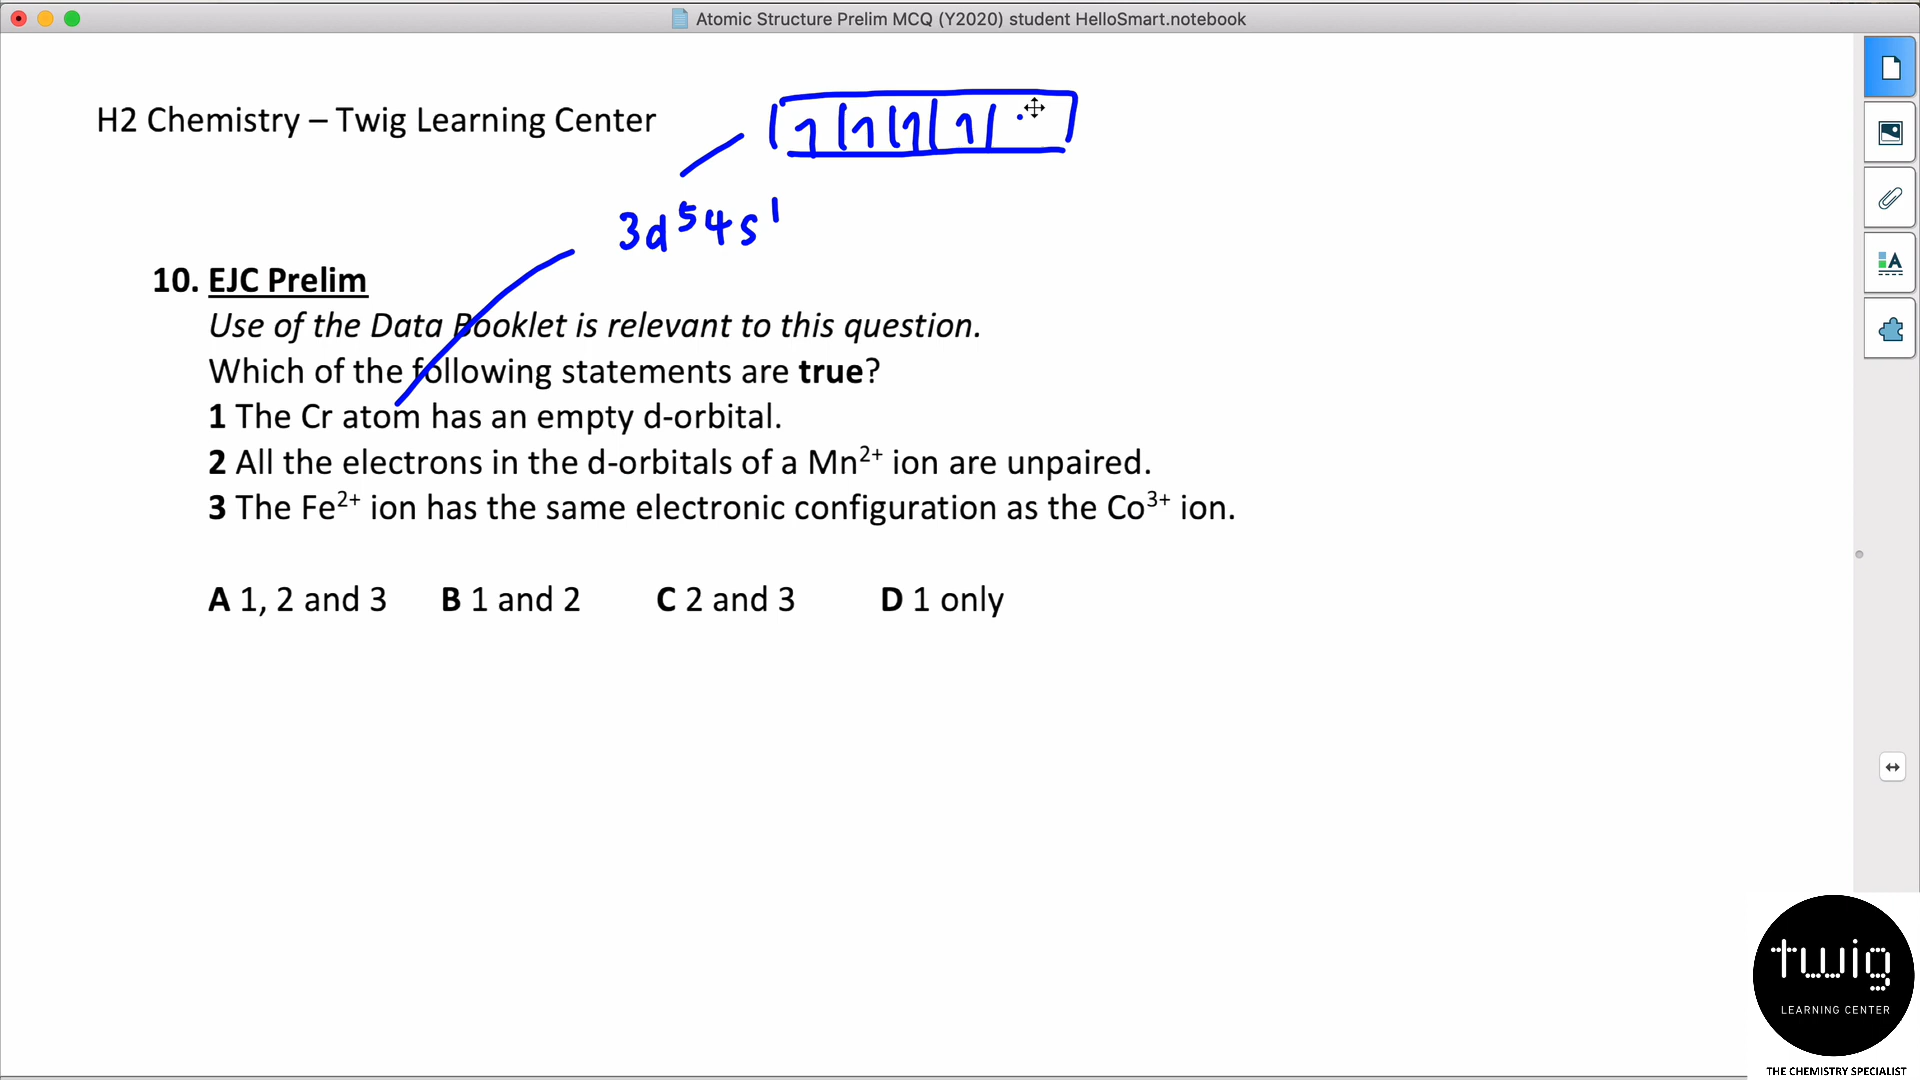 Atomic Structure Prelim MCQ (Y2020) student HelloSmart.notebook
H2 Chemistry – Twig Learning Center
1 1 1 1
3d⁵4s¹
10. EJC Prelim
Use of the Data Booklet is relevant to this question.
Which of the following statements are true?
1 The Cr atom has an empty d-orbital.
2 All the electrons in the d-orbitals of a Mn²⁺ ion are unpaired.
3 The Fe²⁺ ion has the same electronic configuration as the Co³⁺ ion.
A 1, 2 and 3 B 1 and 2 C 2 and 3 D 1 only
A
twig
LEARNING CENTER
THE CHEMISTRY SPECIALIST